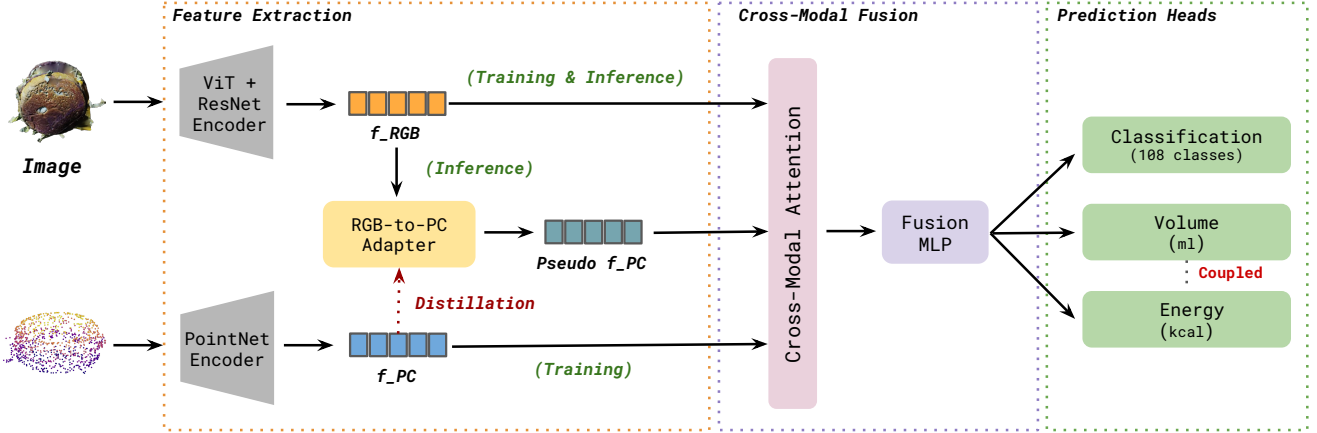 Feature Extraction
Cross-Modal Fusion
Prediction Heads
Image
ViT +
ResNet
Encoder
f_RGB
(Training & Inference)
(Inference)
RGB-to-PC
Adapter
Pseudo f_PC
Distillation
PointNet
Encoder
f_PC
(Training)
Cross-Modal Attention
Fusion
MLP
Classification
(108 classes)
Volume
(ml)
Coupled
Energy
(kcal)